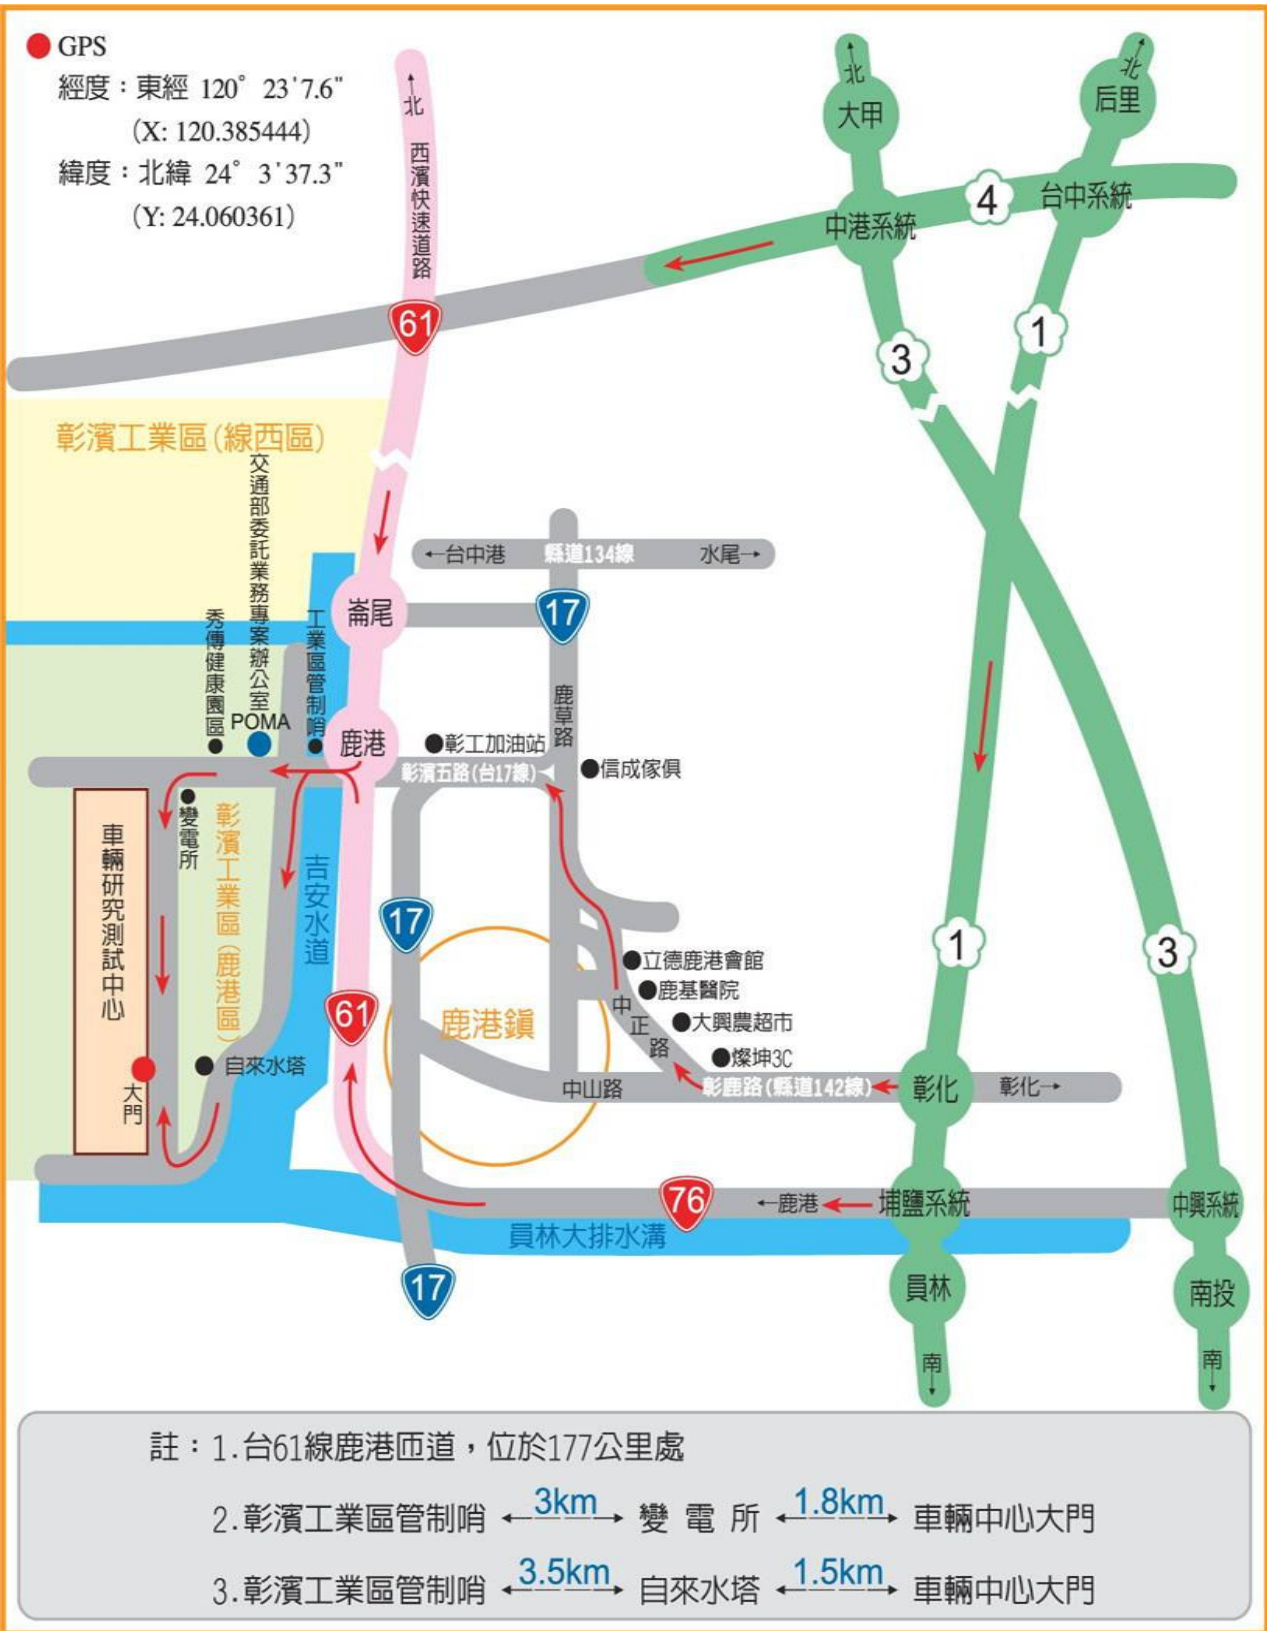 GPS
經度：東經 120° 23'7.6"
(X: 120.385444)
緯度：北緯 24° 3'37.3"
(Y: 24.060361)
↑北
西濱快速道路
61
↑北
大甲
↑北
后里
中港系統
4
台中系統
3
1
彰濱工業區(線西區)
交通部委託業務專案辦公室
POMA
秀傳健康園區
工業區管制哨
崙尾
←台中港 縣道134線 水尾→
17
鹿草路
鹿港
彰工加油站
彰濱五路(台17線)
信成傢俱
變電所
彰濱工業區(鹿港區)
吉安水道
車輛研究測試中心
17
61
鹿港鎮
立德鹿港會館
鹿基醫院
大興農超市
燦坤3C
中正路
中山路
彰鹿路(縣道142線)
彰化
彰化→
1
3
自來水塔
大門
76
←鹿港
埔鹽系統
中興系統
員林大排水溝
17
員林
南投
南↓
南↓
註：1.台61線鹿港匝道，位於177公里處
2.彰濱工業區管制哨 ←3km→ 變電所 ←1.8km→ 車輛中心大門
3.彰濱工業區管制哨 ←3.5km→ 自來水塔 ←1.5km→ 車輛中心大門